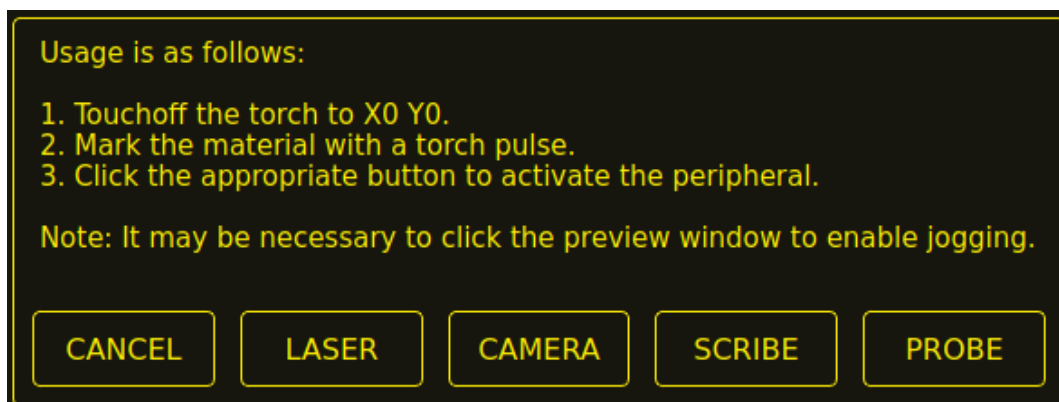 Usage is as follows:
1. Touchoff the torch to X0 Y0.
2. Mark the material with a torch pulse.
3. Click the appropriate button to activate the peripheral.
Note: It may be necessary to click the preview window to enable jogging.
CANCEL LASER CAMERA SCRIBE PROBE